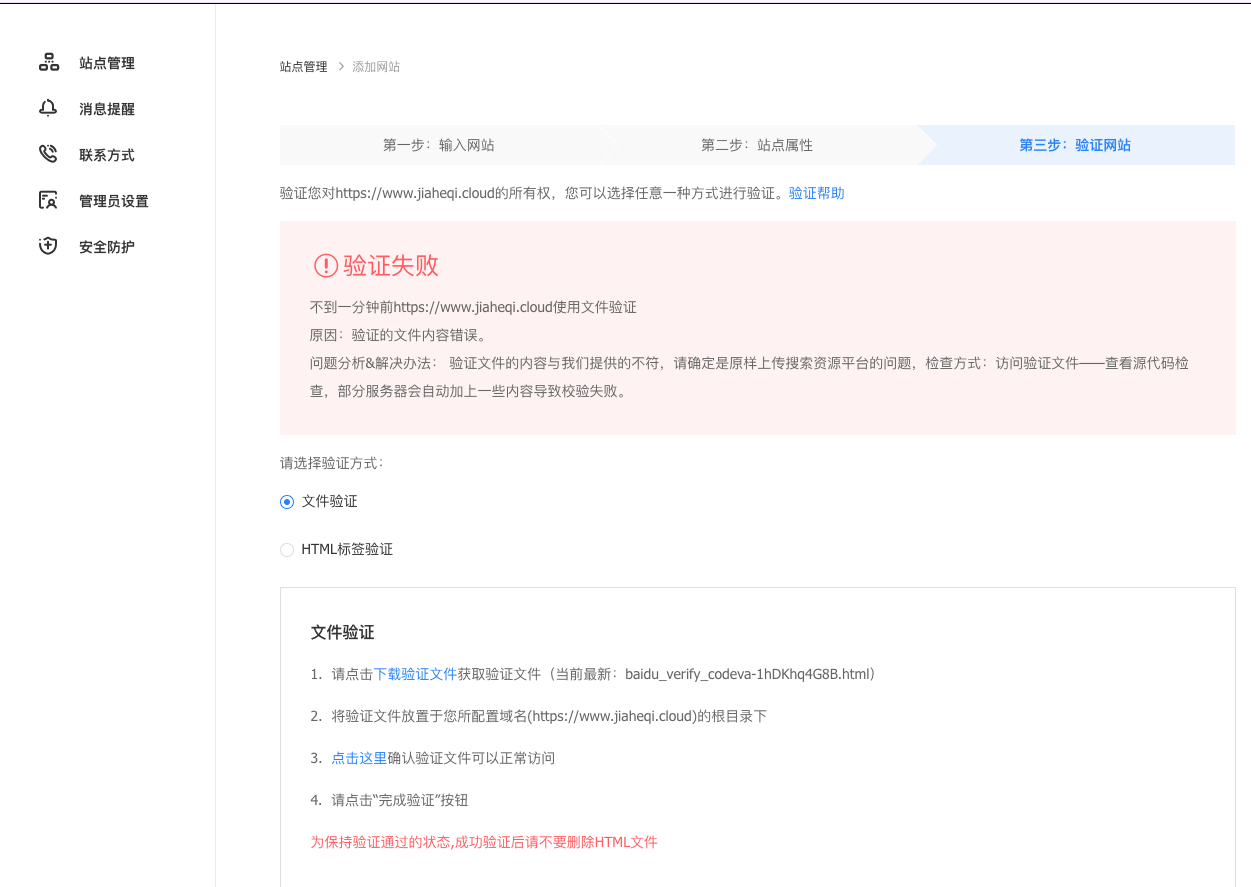 站点管理
消息提醒
联系方式
管理员设置
安全防护
站点管理 > 添加网站
第一步：输入网站
第二步：站点属性
第三步：验证网站
验证您对https://www.jiaheqi.cloud的所有权，您可以选择任意一种方式进行验证。验证帮助
验证失败
不到一分钟前https://www.jiaheqi.cloud使用文件验证
原因：验证的文件内容错误。
问题分析&解决办法： 验证文件的内容与我们提供的不符，请确定是原样上传搜索资源平台的问题，检查方式：访问验证文件——查看源代码检
查，部分服务器会自动加上一些内容导致校验失败。
请选择验证方式：
文件验证
HTML标签验证
文件验证
1. 请点击下载验证文件获取验证文件（当前最新：baidu_verify_codeva-1hDKhq4G8B.html）
2. 将验证文件放置于您所配置域名(https://www.jiaheqi.cloud)的根目录下
3. 点击这里确认验证文件可以正常访问
4. 请点击“完成验证”按钮
为保持验证通过的状态,成功验证后请不要删除HTML文件